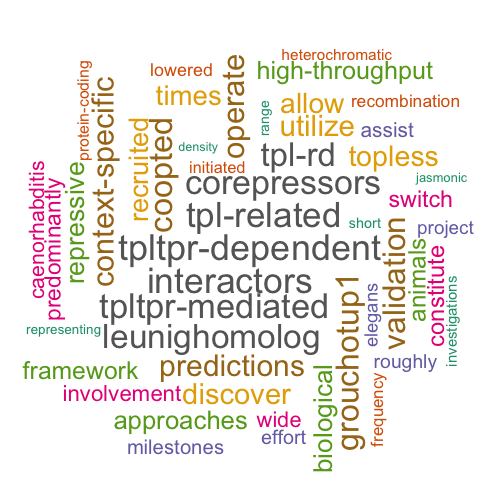 heterochromatic
lowered
high-throughput
protein-coding
times
allow
recombination
operate
range
context-specific
recruited
coopted
utilize
assist
density
initiated
tpl-rd
topless
jasmonic
caenorhabditis
predominantly
repressive
corepressors
switch
tpl-related
short
project
tpltpr-dependent
validation
animals
constitute
interactors
investigations
tpltpr-mediated
grouchotup1
elegans
representing
leunighomolog
framework
predictions
roughly
involvement
discover
biological
frequency
approaches
wide
effort
milestones